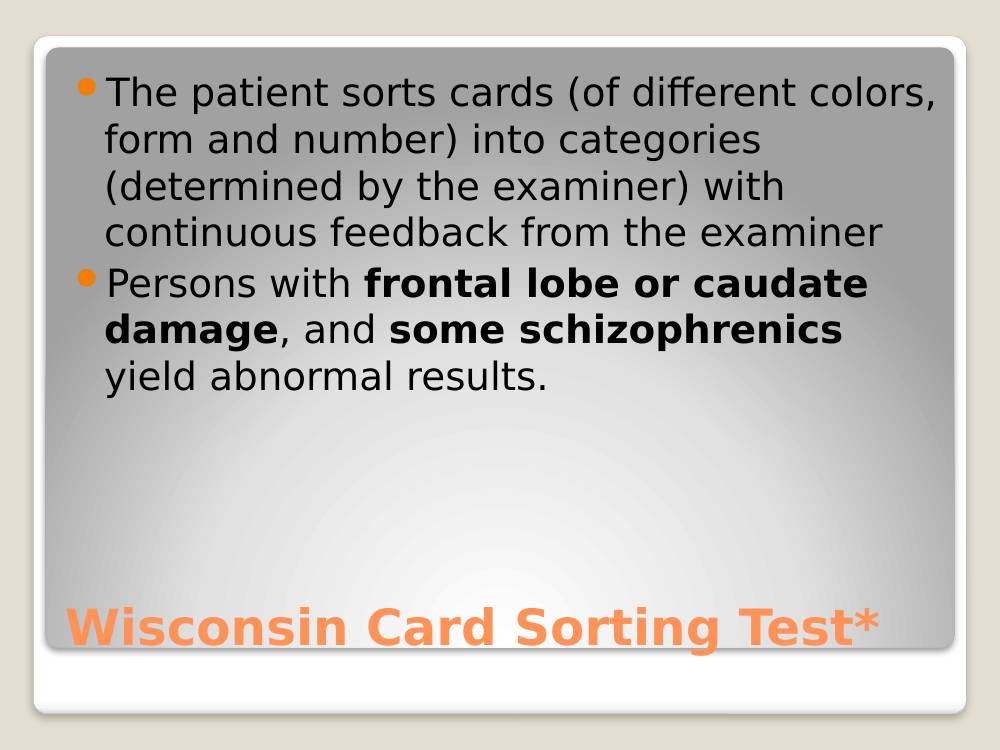 The patient sorts cards (of different colors,
form and number) into categories
(determined by the examiner) with
continuous feedback from the examiner
Persons with frontal lobe or caudate
damage, and some schizophrenics
yield abnormal results.
Wisconsin Card Sorting Test*